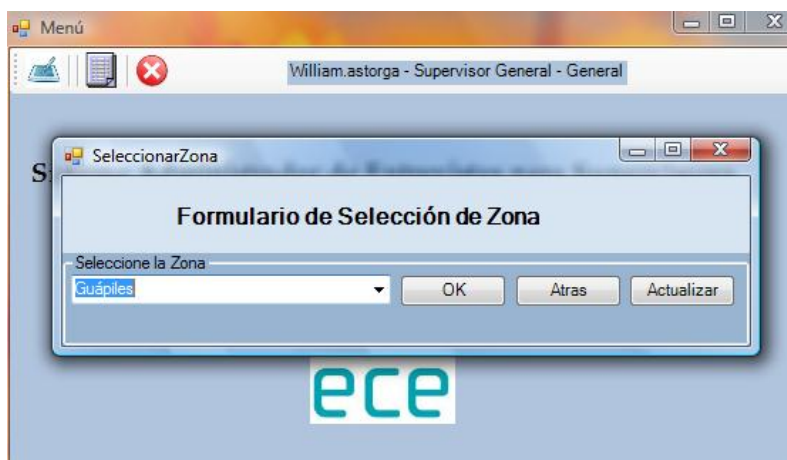 Menú
William.astorga - Supervisor General - General
SeleccionarZona
Formulario de Selección de Zona
Seleccione la Zona
Guápiles OK Atras Actualizar
ece